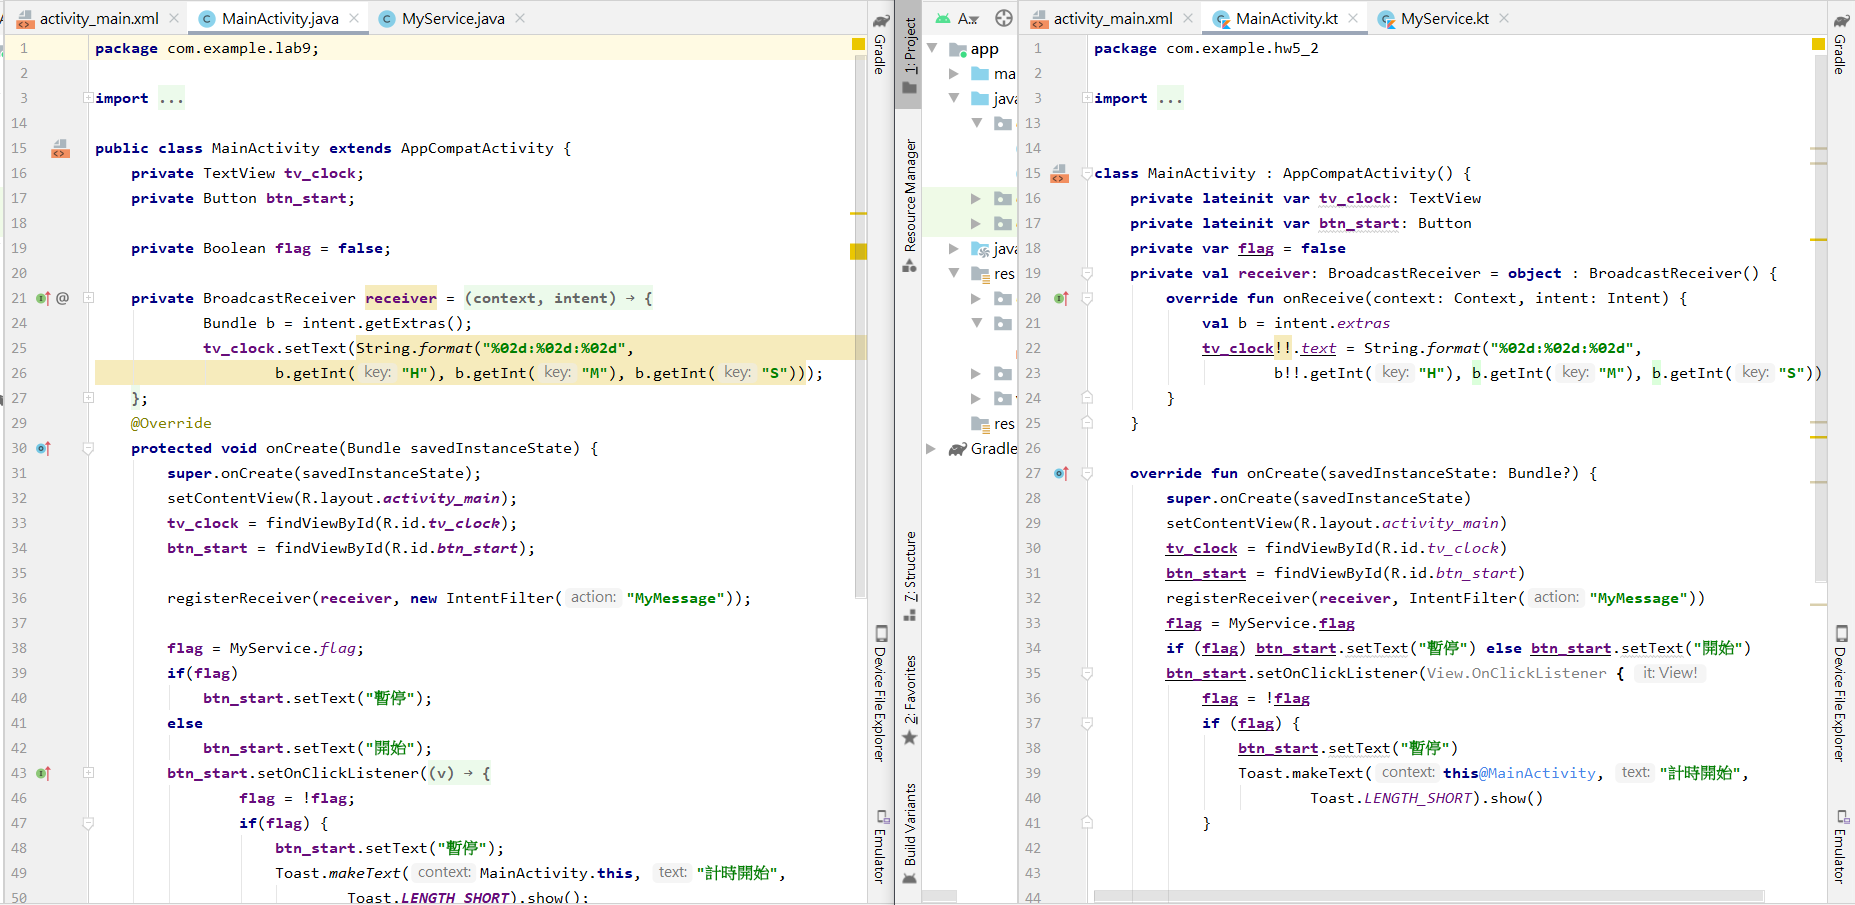 activity_main.xml MainActivity.java MyService.java
1 package com.example.lab9;
2
3 import ...
14
15 public class MainActivity extends AppCompatActivity {
16 private TextView tv_clock;
17 private Button btn_start;
18
19 private Boolean flag = false;
20
21 private BroadcastReceiver receiver = (context, intent) → {
24 Bundle b = intent.getExtras();
25 tv_clock.setText(String.format("%02d:%02d:%02d",
26 b.getInt( key: "H"), b.getInt( key: "M"), b.getInt( key: "S")));
27 };
29 @Override
30 protected void onCreate(Bundle savedInstanceState) {
31 super.onCreate(savedInstanceState);
32 setContentView(R.layout.activity_main);
33 tv_clock = findViewById(R.id.tv_clock);
34 btn_start = findViewById(R.id.btn_start);
35
36 registerReceiver(receiver, new IntentFilter( action: "MyMessage"));
37
38 flag = MyService.flag;
39 if(flag)
40 btn_start.setText("暫停");
41 else
42 btn_start.setText("開始");
43 btn_start.setOnClickListener((v) → {
46 flag = !flag;
47 if(flag) {
48 btn_start.setText("暫停");
49 Toast.makeText( context: MainActivity.this, text: "計時開始",
50 Toast.LENGTH_SHORT).show();
Gradle
Device File Explorer
Emulator
1: Project
Resource Manager
7: Structure
2: Favorites
Build Variants
A..
app
ma
java
java
res
res
Gradle
activity_main.xml MainActivity.kt MyService.kt
1 package com.example.hw5_2
2
3 import ...
13
14
15 class MainActivity : AppCompatActivity() {
16 private lateinit var tv_clock: TextView
17 private lateinit var btn_start: Button
18 private var flag = false
19 private val receiver: BroadcastReceiver = object : BroadcastReceiver() {
20 override fun onReceive(context: Context, intent: Intent) {
21 val b = intent.extras
22 tv_clock!!.text = String.format("%02d:%02d:%02d",
23 b!!.getInt( key: "H"), b.getInt( key: "M"), b.getInt( key: "S"))
24 }
25 }
26
27 override fun onCreate(savedInstanceState: Bundle?) {
28 super.onCreate(savedInstanceState)
29 setContentView(R.layout.activity_main)
30 tv_clock = findViewById(R.id.tv_clock)
31 btn_start = findViewById(R.id.btn_start)
32 registerReceiver(receiver, IntentFilter( action: "MyMessage"))
33 flag = MyService.flag
34 if (flag) btn_start.setText("暫停") else btn_start.setText("開始")
35 btn_start.setOnClickListener(View.OnClickListener { it: View!
36 flag = !flag
37 if (flag) {
38 btn_start.setText("暫停")
39 Toast.makeText( context: this@MainActivity, text: "計時開始",
40 Toast.LENGTH_SHORT).show()
41 }
42
43
44
Gradle
Device File Explorer
Emulator